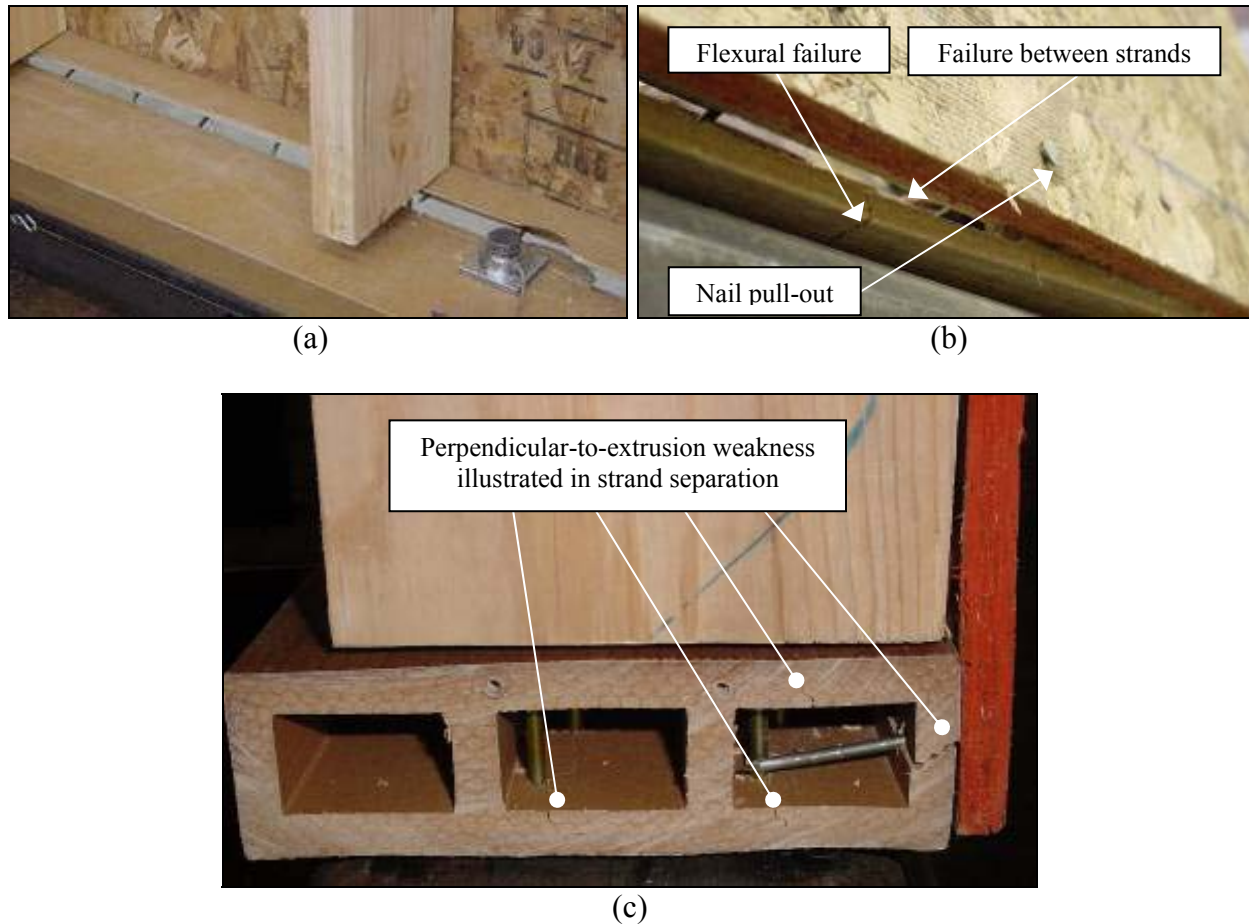 Flexural failure
Failure between strands
Nail pull-out
(a)
(b)
Perpendicular-to-extrusion weakness
illustrated in strand separation
(c)